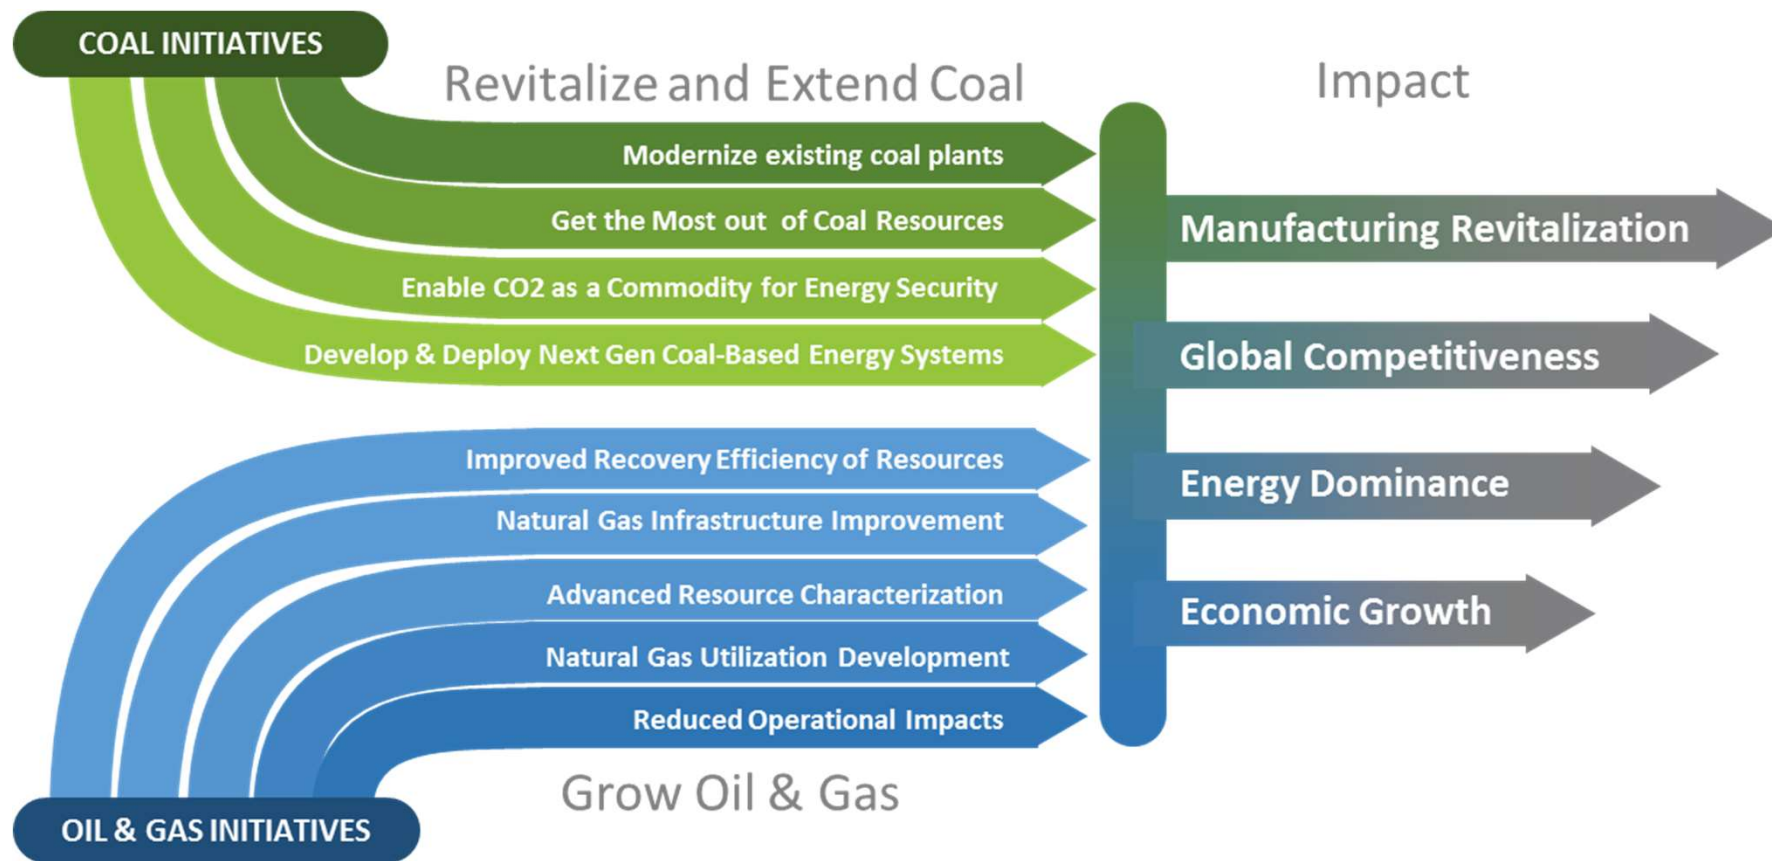 COAL INITIATIVES
Revitalize and Extend Coal
Impact
Modernize existing coal plants
Get the Most out of Coal Resources
Enable CO2 as a Commodity for Energy Security
Develop & Deploy Next Gen Coal-Based Energy Systems
Improved Recovery Efficiency of Resources
Natural Gas Infrastructure Improvement
Advanced Resource Characterization
Natural Gas Utilization Development
Reduced Operational Impacts
Grow Oil & Gas
OIL & GAS INITIATIVES
Manufacturing Revitalization
Global Competitiveness
Energy Dominance
Economic Growth